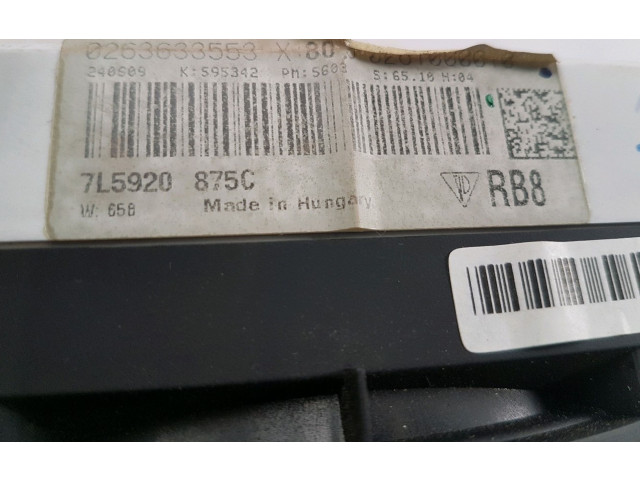 0263633553 X
240609 K:595342 PM:5603 S:65.10 H:04
7L5920 875C RB8
W: 658 Made in Hungary